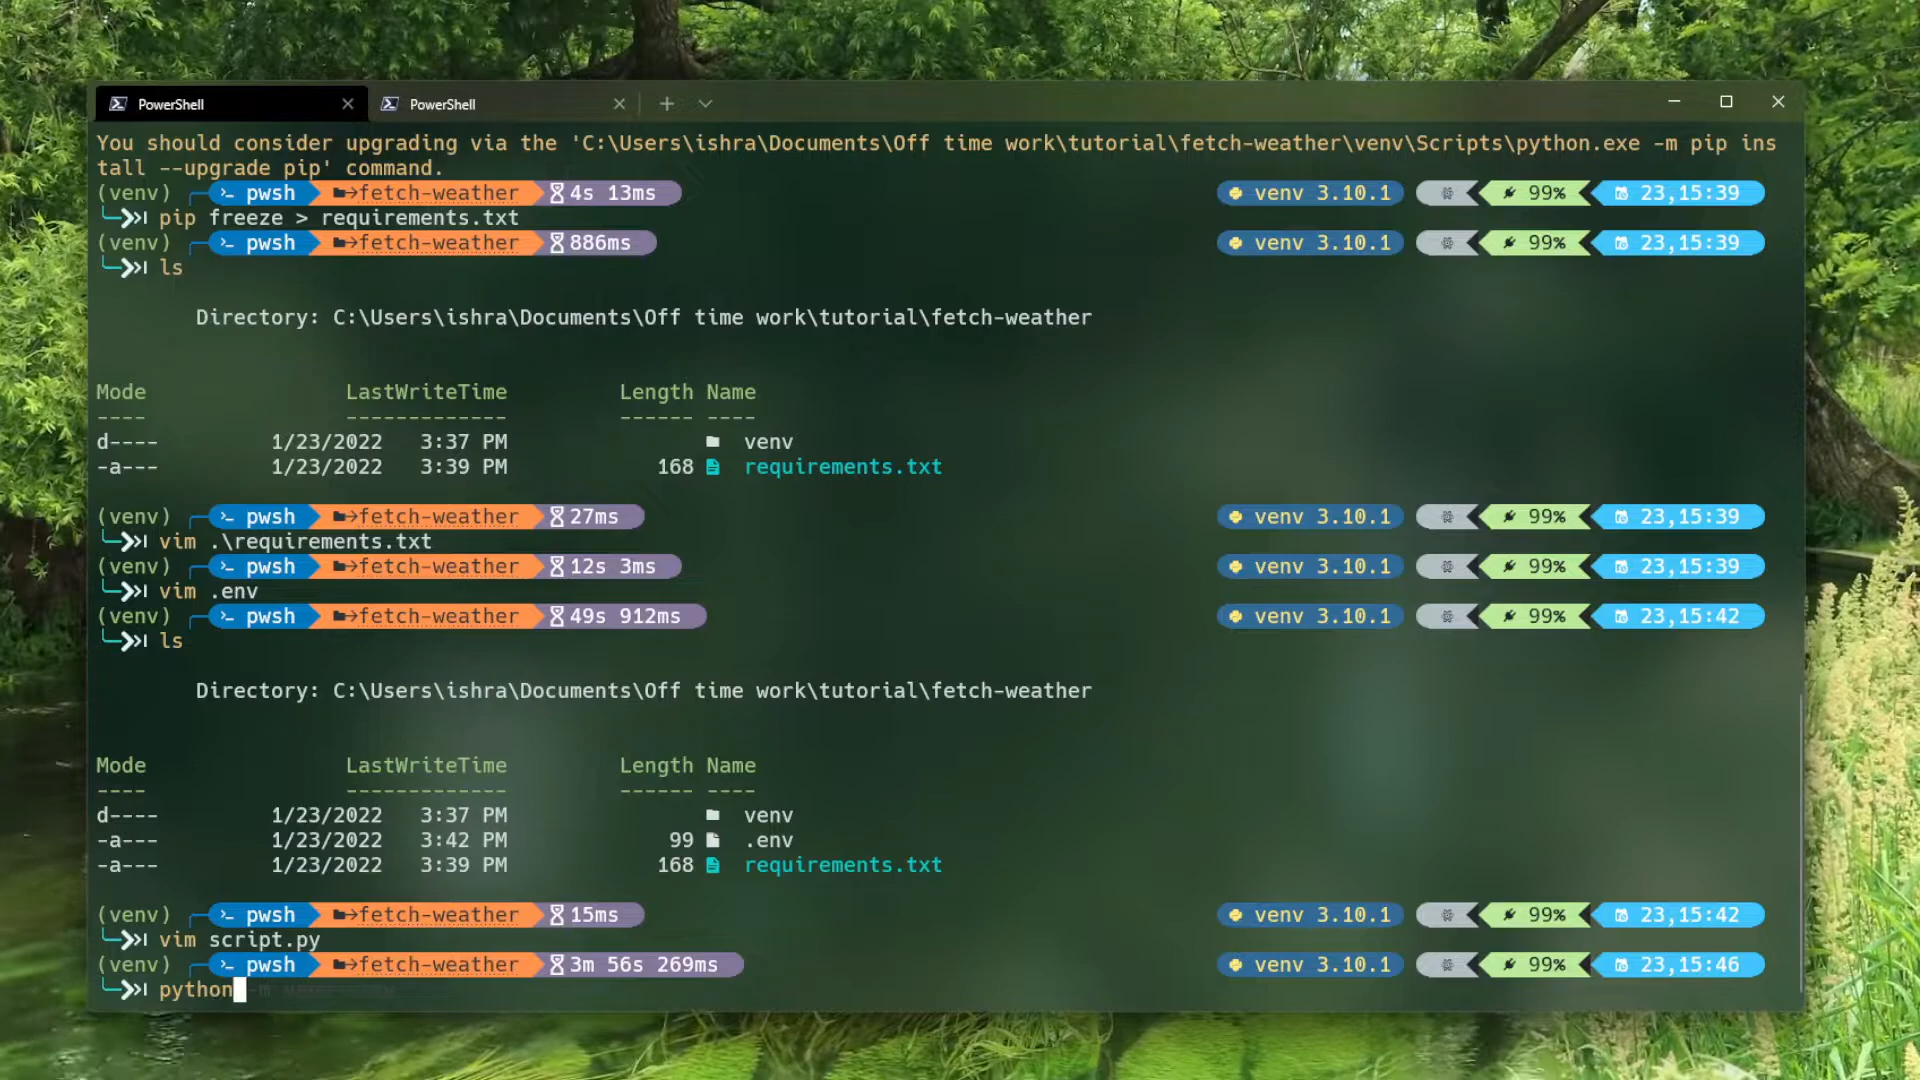 PowerShell PowerShell
You should consider upgrading via the 'C:\Users\ishra\Documents\Off time work\tutorial\fetch-weather\venv\Scripts\python.exe -m pip ins
tall --upgrade pip' command.
(venv) pwsh fetch-weather 4s 13ms venv 3.10.1 99% 23,15:39
pip freeze > requirements.txt
(venv) pwsh fetch-weather 886ms venv 3.10.1 99% 23,15:39
ls
Directory: C:\Users\ishra\Documents\Off time work\tutorial\fetch-weather
Mode LastWriteTime Length Name
---- ------------- ------ ----
d---- 1/23/2022 3:37 PM venv
-a--- 1/23/2022 3:39 PM 168 requirements.txt
(venv) pwsh fetch-weather 27ms venv 3.10.1 99% 23,15:39
vim .\requirements.txt
(venv) pwsh fetch-weather 12s 3ms venv 3.10.1 99% 23,15:39
vim .env
(venv) pwsh fetch-weather 49s 912ms venv 3.10.1 99% 23,15:42
ls
Directory: C:\Users\ishra\Documents\Off time work\tutorial\fetch-weather
Mode LastWriteTime Length Name
---- ------------- ------ ----
d---- 1/23/2022 3:37 PM venv
-a--- 1/23/2022 3:42 PM 99 .env
-a--- 1/23/2022 3:39 PM 168 requirements.txt
(venv) pwsh fetch-weather 15ms venv 3.10.1 99% 23,15:42
vim script.py
(venv) pwsh fetch-weather 3m 56s 269ms venv 3.10.1 99% 23,15:46
python